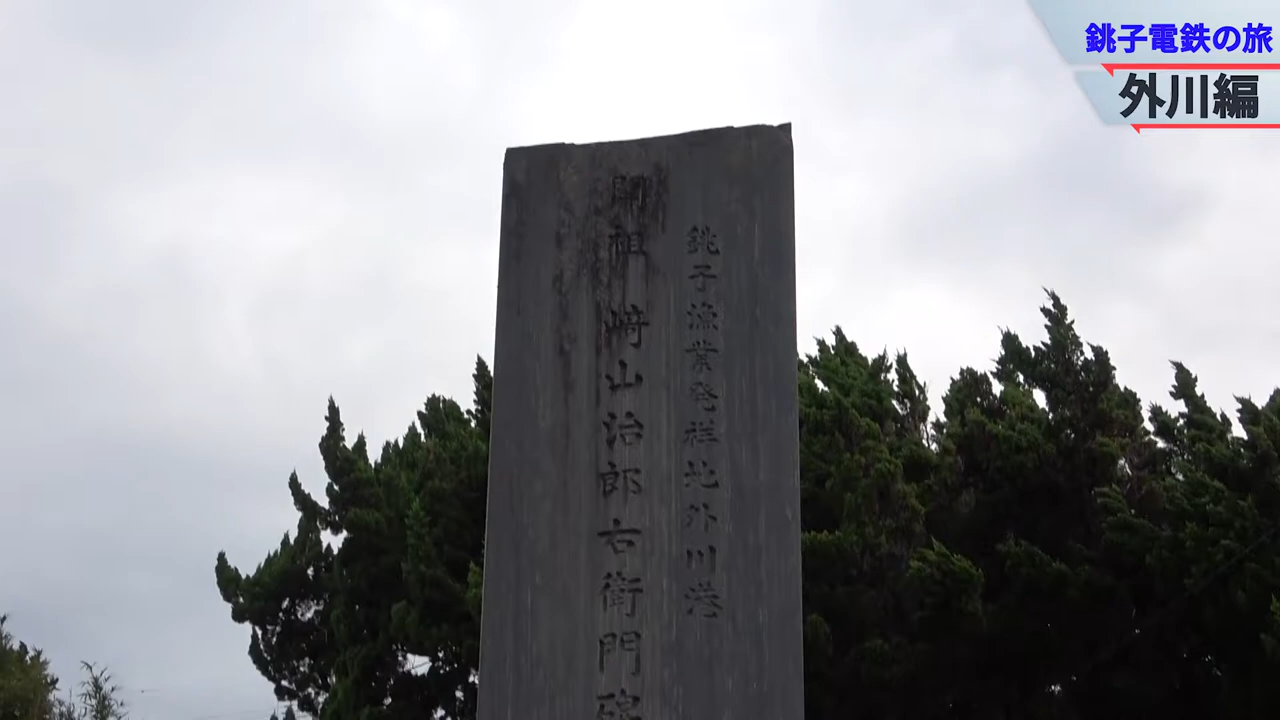 銚子電鉄の旅
外川編
銚子漁業発祥地外川港
開祖 﨑山治郎右衛門碑